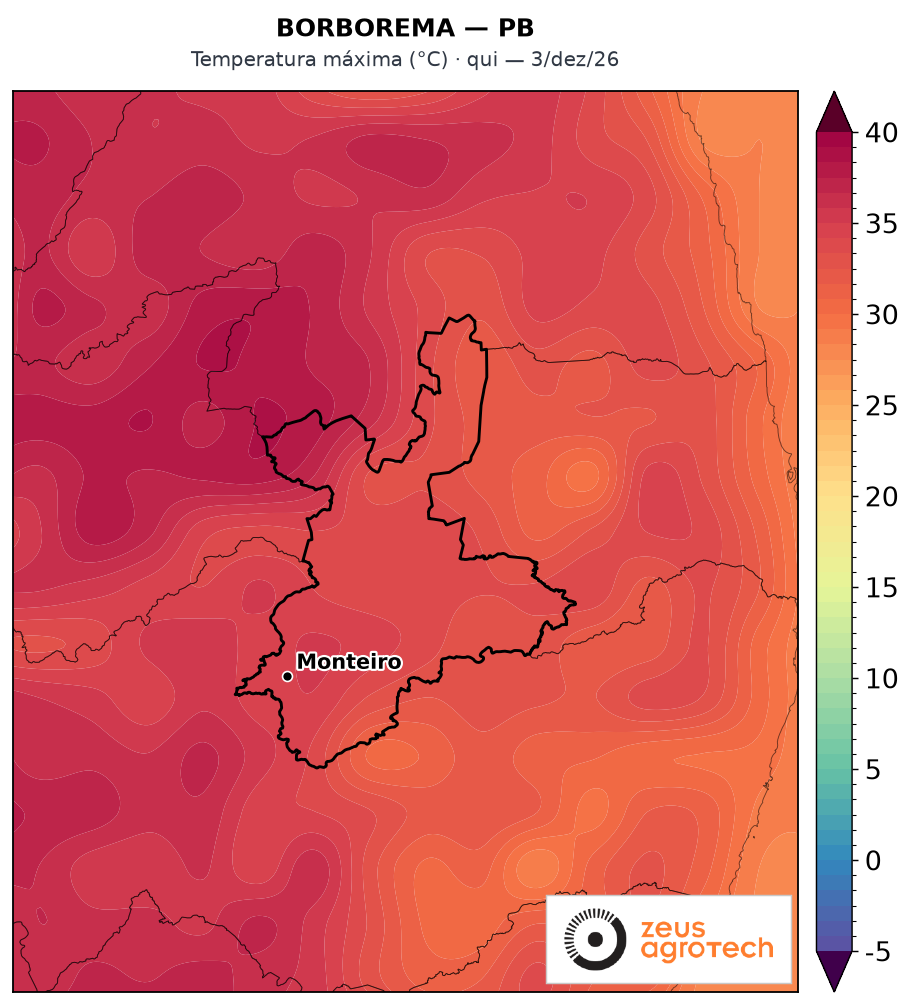 BORBOREMA — PB
Temperatura máxima (°C) · qui — 3/dez/26
40
35
30
25
20
15
10
5
0
-5
Monteiro
zeus
agrotech